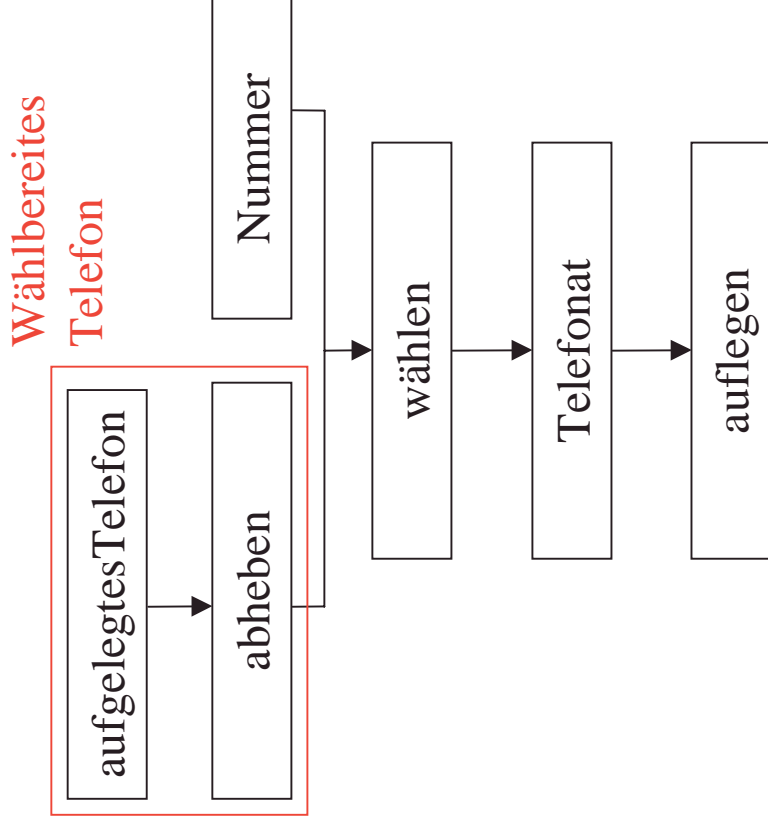 Wählbereites
Telefon
aufgelegtesTelefon
abheben
Nummer
wählen
Telefonat
auflegen